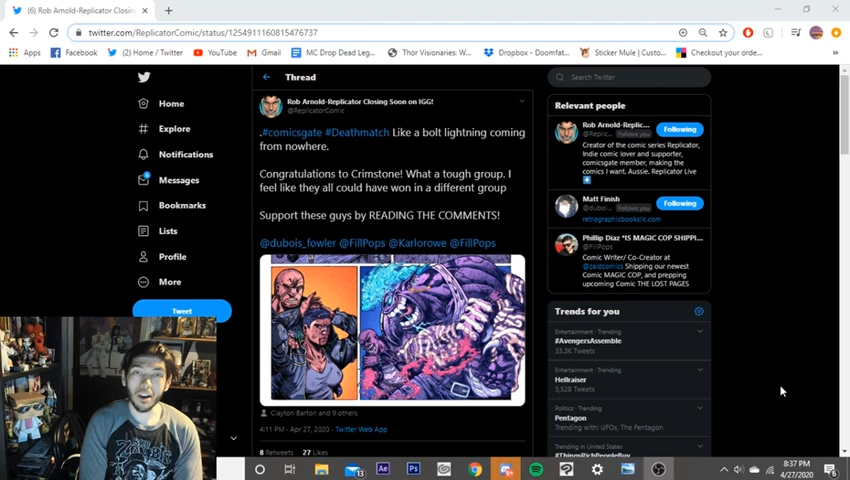 (6) Rob Arnold-Replicator Closin
twitter.com/ReplicatorComic/status/1254911160815476737
Apps
Facebook
(2) Home / Twitter
YouTube
Gmail
MC Drop Dead Leg...
Thor Visionaries: W...
Dropbox - Doomfat...
Sticker Mule | Custo...
Checkout your orde...
Home
Explore
Notifications
Messages
Bookmarks
Lists
Profile
More
Tweet
Thread
Rob Arnold-Replicator Closing Soon on IGG!
@ReplicatorComic
.#comicsgate #Deathmatch Like a bolt lightning coming
from nowhere.
Congratulations to Crimstone! What a tough group. I
feel like they all could have won in a different group
Support these guys by READING THE COMMENTS!
@dubois_fowler @FillPops @Karlorowe @FillPops
Clayton Barton and 9 others
4:11 PM · Apr 27, 2020 · Twitter Web App
8 Retweets 27 Likes
Search Twitter
Relevant people
Rob Arnold-Replic...
@Replic... Follows you
Following
Creator of the comic series Replicator,
Indie comic lover and supporter,
comicsgate member, making the
comics I want. Aussie. Replicator Live
Matt Finish
@duboi... Follows you
Following
retrographicbooksllc.com
Phillip Diaz *IS MAGIC COP SHIPPI...
@FillPops
Comic Writer/ Co-Creator at
@zaidcomics Shipping our newest
Comic MAGIC COP, and prepping
upcoming Comic THE LOST PAGES
Trends for you
Entertainment · Trending
#AvengersAssemble
33.3K Tweets
Entertainment · Trending
Hellraiser
3,528 Tweets
Politics · Trending
Pentagon
Trending with: UFOs, The Pentagon
Trending in United States
#ThingsRichPeopleBuy
8:37 PM
4/27/2020